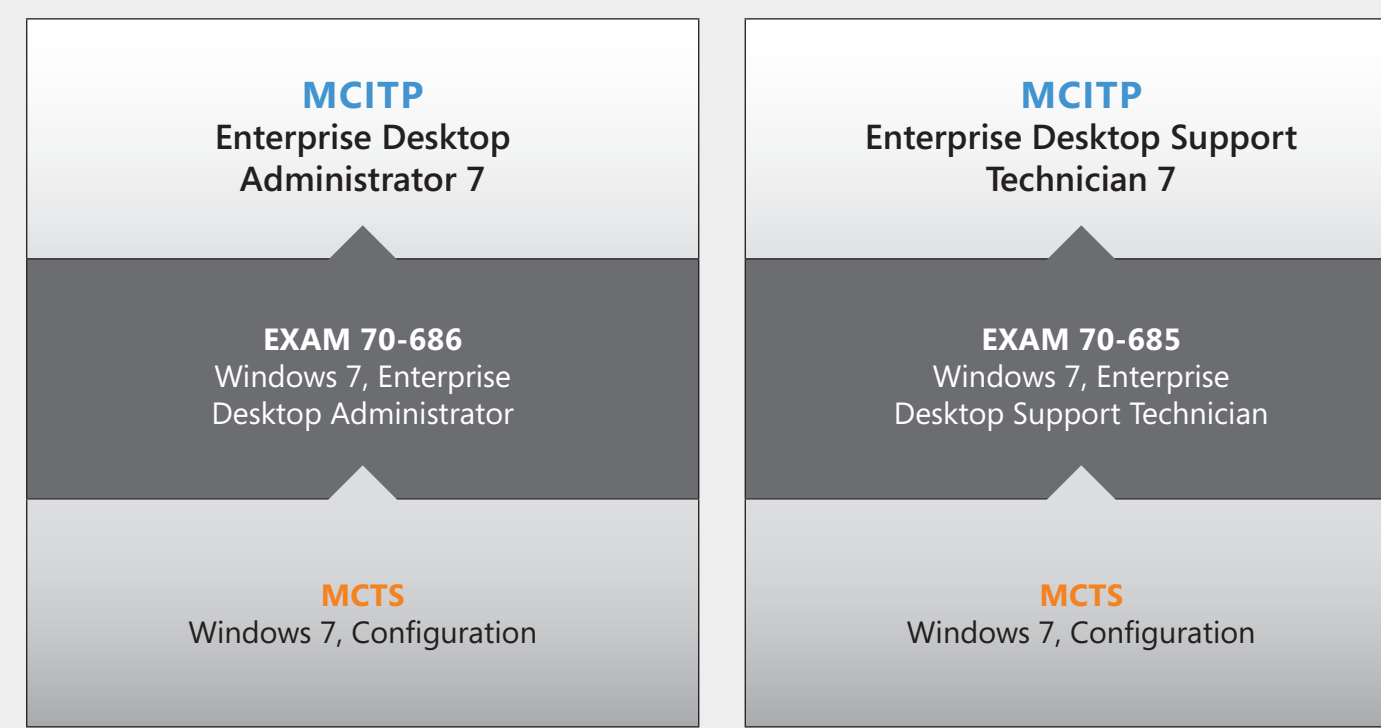 MCITP
Enterprise Desktop
Administrator 7
EXAM 70-686
Windows 7, Enterprise
Desktop Administrator
MCTS
Windows 7, Configuration
MCITP
Enterprise Desktop Support
Technician 7
EXAM 70-685
Windows 7, Enterprise
Desktop Support Technician
MCTS
Windows 7, Configuration